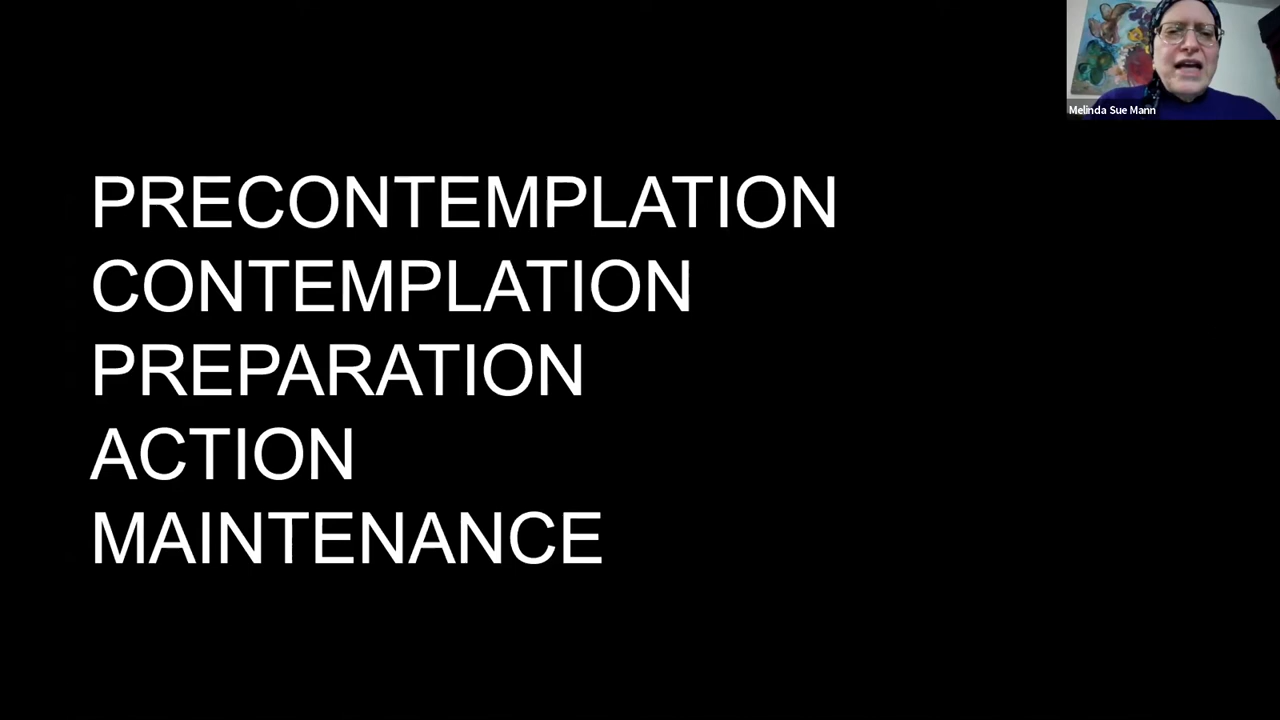 Melinda Sue Mann
PRECONTEMPLATION
CONTEMPLATION
PREPARATION
ACTION
MAINTENANCE